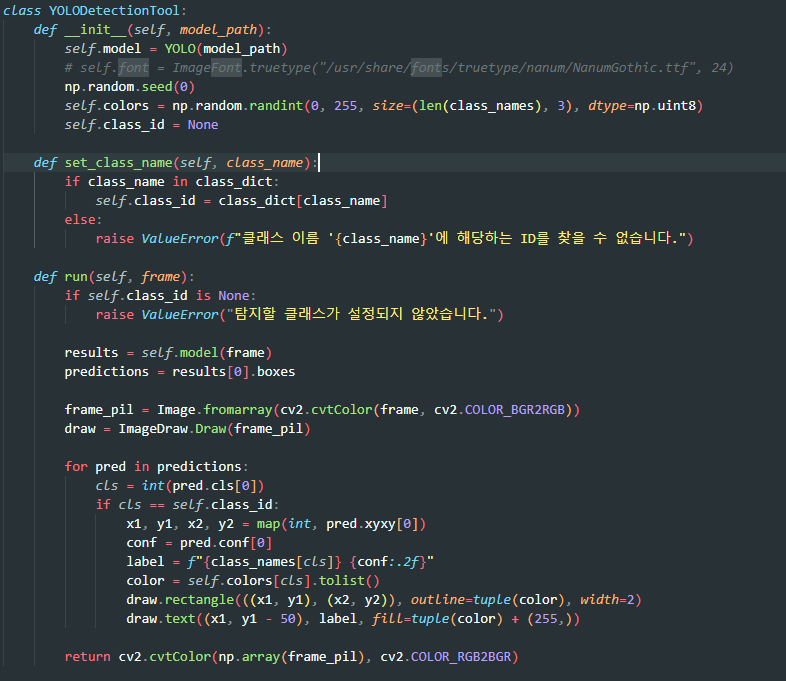 class YOLODetectionTool:
    def __init__(self, model_path):
        self.model = YOLO(model_path)
        # self.font = ImageFont.truetype("/usr/share/fonts/truetype/nanum/NanumGothic.ttf", 24)
        np.random.seed(0)
        self.colors = np.random.randint(0, 255, size=(len(class_names), 3), dtype=np.uint8)
        self.class_id = None

    def set_class_name(self, class_name):
        if class_name in class_dict:
            self.class_id = class_dict[class_name]
        else:
            raise ValueError(f"클래스 이름 '{class_name}'에 해당하는 ID를 찾을 수 없습니다.")

    def run(self, frame):
        if self.class_id is None:
            raise ValueError("탐지할 클래스가 설정되지 않았습니다.")

        results = self.model(frame)
        predictions = results[0].boxes

        frame_pil = Image.fromarray(cv2.cvtColor(frame, cv2.COLOR_BGR2RGB))
        draw = ImageDraw.Draw(frame_pil)

        for pred in predictions:
            cls = int(pred.cls[0])
            if cls == self.class_id:
                x1, y1, x2, y2 = map(int, pred.xyxy[0])
                conf = pred.conf[0]
                label = f"{class_names[cls]} {conf:.2f}"
                color = self.colors[cls].tolist()
                draw.rectangle(((x1, y1), (x2, y2)), outline=tuple(color), width=2)
                draw.text((x1, y1 - 50), label, fill=tuple(color) + (255,))

        return cv2.cvtColor(np.array(frame_pil), cv2.COLOR_RGB2BGR)